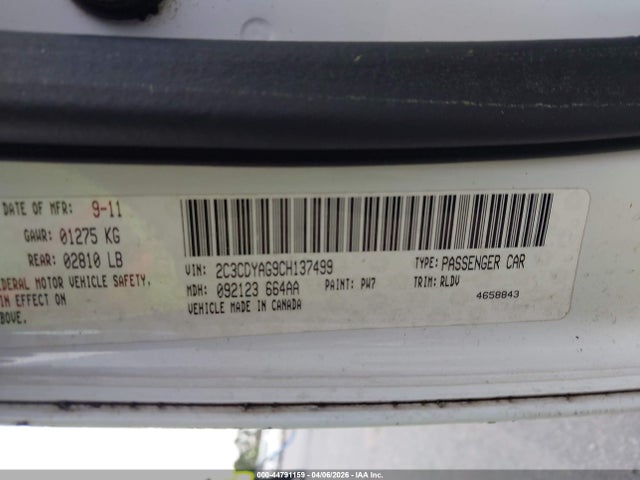 DATE OF MFR: 9-11
GAWR: 01275 KG
REAR: 02810 LB
EDERAL MOTOR VEHICLE SAFETY.
IN EFFECT ON
BOVE.
VIN: 2C3CDYAG9CH137499
TYPE: PASSENGER CAR
MDH: 092123 664AA
PAINT: PW7
TRIM: RLDV
VEHICLE MADE IN CANADA
4658843
000-44791159 - 04/06/2026 - IAA Inc.